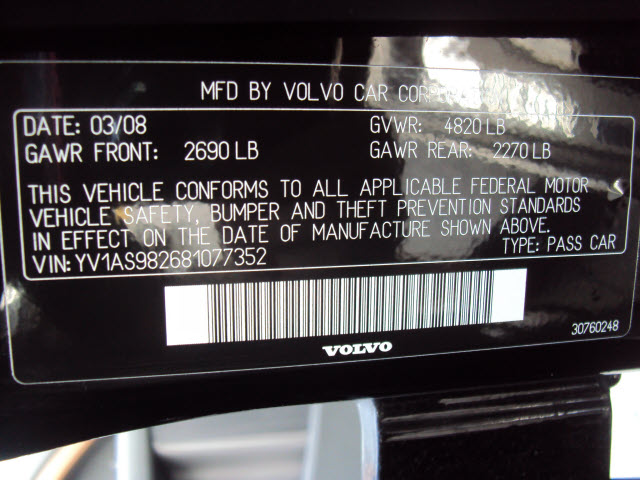 MFD BY VOLVO CAR CORPORATION
DATE: 03/08 GVWR: 4820 LB
GAWR FRONT: 2690 LB GAWR REAR: 2270 LB
THIS VEHICLE CONFORMS TO ALL APPLICABLE FEDERAL MOTOR
VEHICLE SAFETY, BUMPER AND THEFT PREVENTION STANDARDS
IN EFFECT ON THE DATE OF MANUFACTURE SHOWN ABOVE.
VIN: YV1AS982681077352 TYPE: PASS CAR
30760248
VOLVO